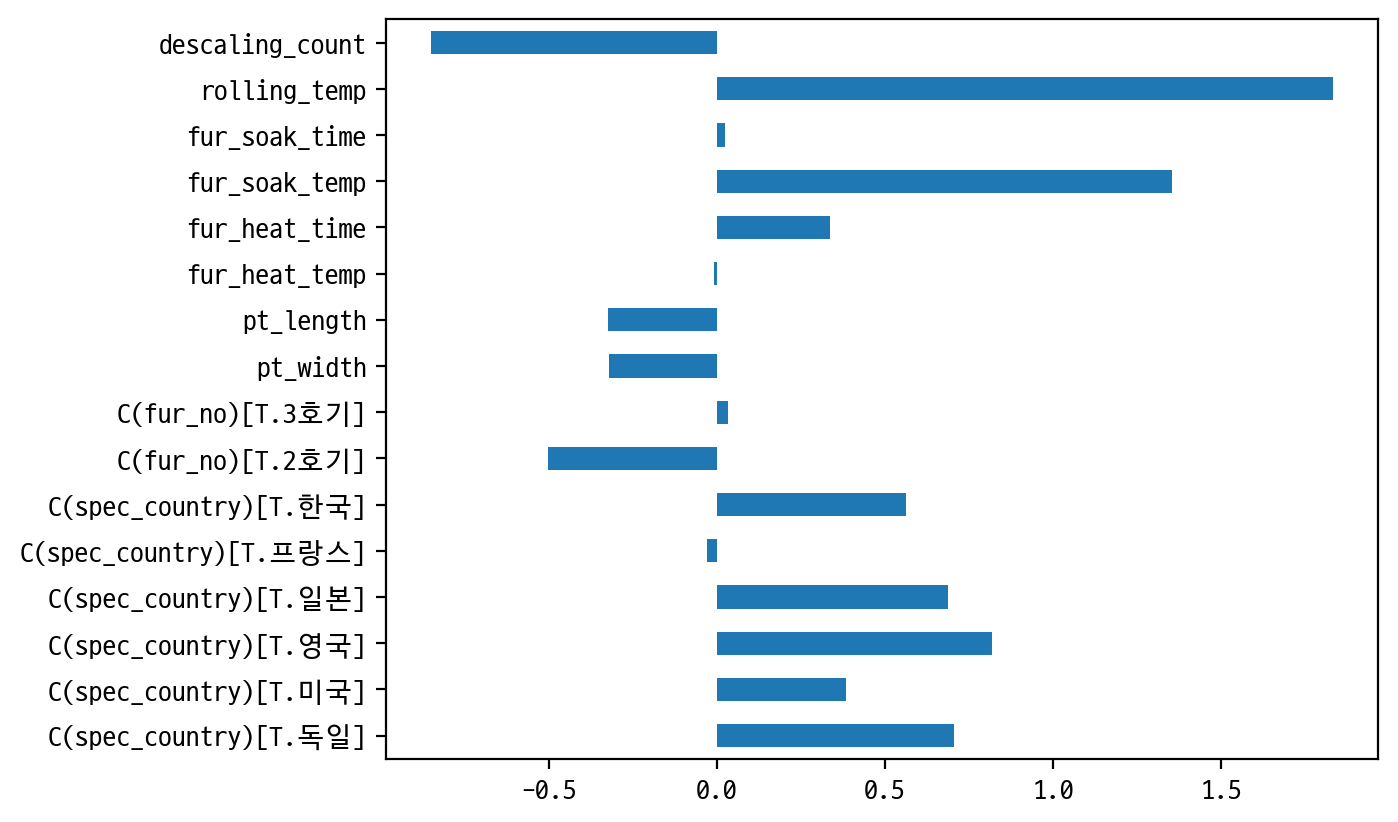 descaling_count
rolling_temp
fur_soak_time
fur_soak_temp
fur_heat_time
fur_heat_temp
pt_length
pt_width
C(fur_no)[T.3호기]
C(fur_no)[T.2호기]
C(spec_country)[T.한국]
C(spec_country)[T.프랑스]
C(spec_country)[T.일본]
C(spec_country)[T.영국]
C(spec_country)[T.미국]
C(spec_country)[T.독일]
−0.5 0.0 0.5 1.0 1.5